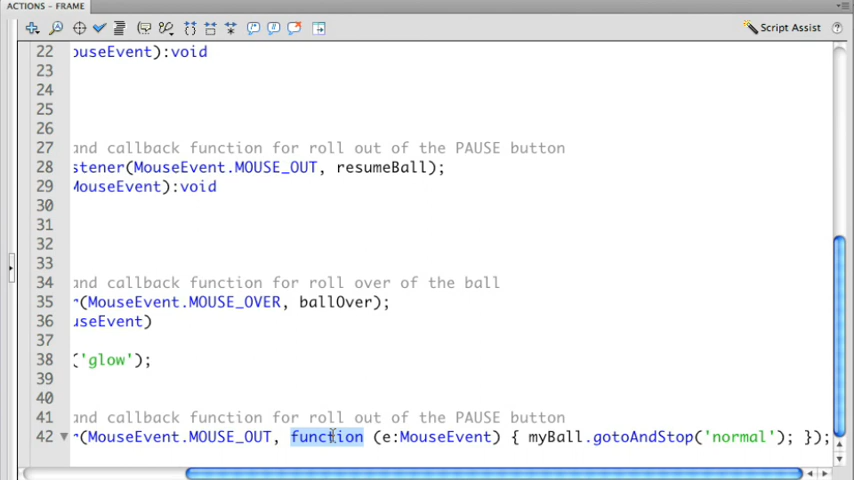 ACTIONS - FRAME
Script Assist
22 ouseEvent):void
23
24
25
26
27 and callback function for roll out of the PAUSE button
28 stener(MouseEvent.MOUSE_OUT, resumeBall);
29 MouseEvent):void
30
31
32
33
34 and callback function for roll over of the ball
35 r(MouseEvent.MOUSE_OVER, ballOver);
36 useEvent)
37
38 ('glow');
39
40
41 and callback function for roll out of the PAUSE button
42 r(MouseEvent.MOUSE_OUT, function (e:MouseEvent) { myBall.gotoAndStop('normal'); });